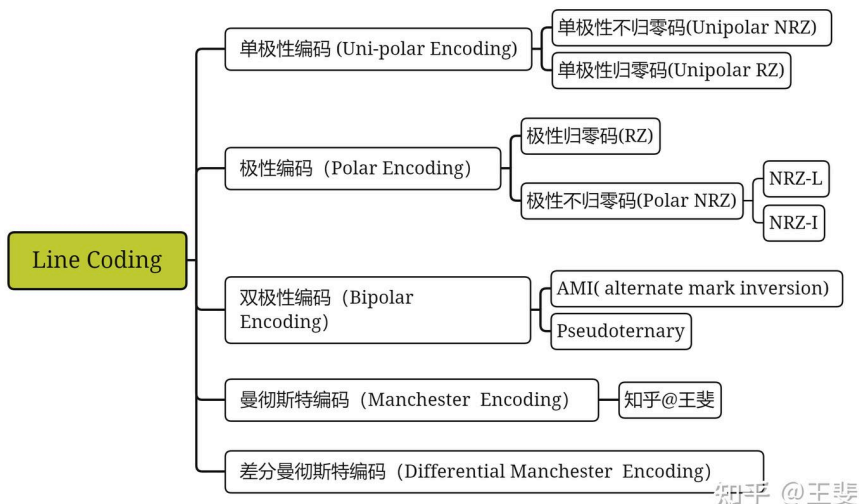 Line Coding
单极性编码 (Uni-polar Encoding)
单极性不归零码(Unipolar NRZ)
单极性归零码(Unipolar RZ)
极性编码（Polar Encoding）
极性归零码(RZ)
极性不归零码(Polar NRZ)
NRZ-L
NRZ-I
双极性编码（Bipolar
Encoding）
AMI( alternate mark inversion)
Pseudoternary
曼彻斯特编码（Manchester  Encoding）
知乎@王斐
差分曼彻斯特编码（Differential Manchester  Encoding）
知乎 @王斐